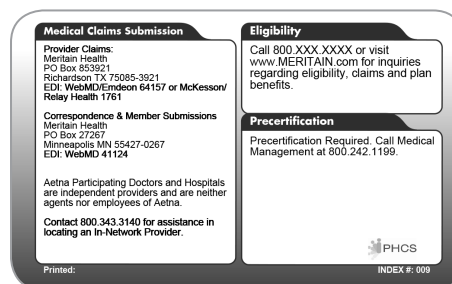 Medical Claims Submission
Provider Claims:
Meritain Health
PO Box 853921
Richardson TX 75085-3921
EDI: WebMD/Emdeon 64157 or McKesson/
Relay Health 1761
Correspondence & Member Submissions
Meritain Health
PO Box 27267
Minneapolis MN 55427-0267
EDI: WebMD 41124
Aetna Participating Doctors and Hospitals
are independent providers and are neither
agents nor employees of Aetna.
Contact 800.343.3140 for assistance in
locating an In-Network Provider.
Printed:
Eligibility
Call 800.XXX.XXXX or visit
www.MERITAIN.com for inquiries
regarding eligibility, claims and plan
benefits.
Precertification
Precertification Required. Call Medical
Management at 800.242.1199.
PHCS
INDEX #: 009